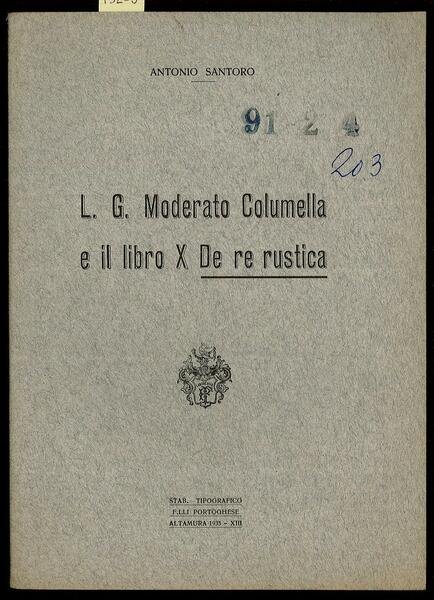 ANTONIO SANTORO
91 2 4
203
L. G. Moderato Columella
e il libro X De re rustica
STAB. TIPOGRAFICO
F.LLI PORTOGHESE
ALTAMURA 1935 - XIII